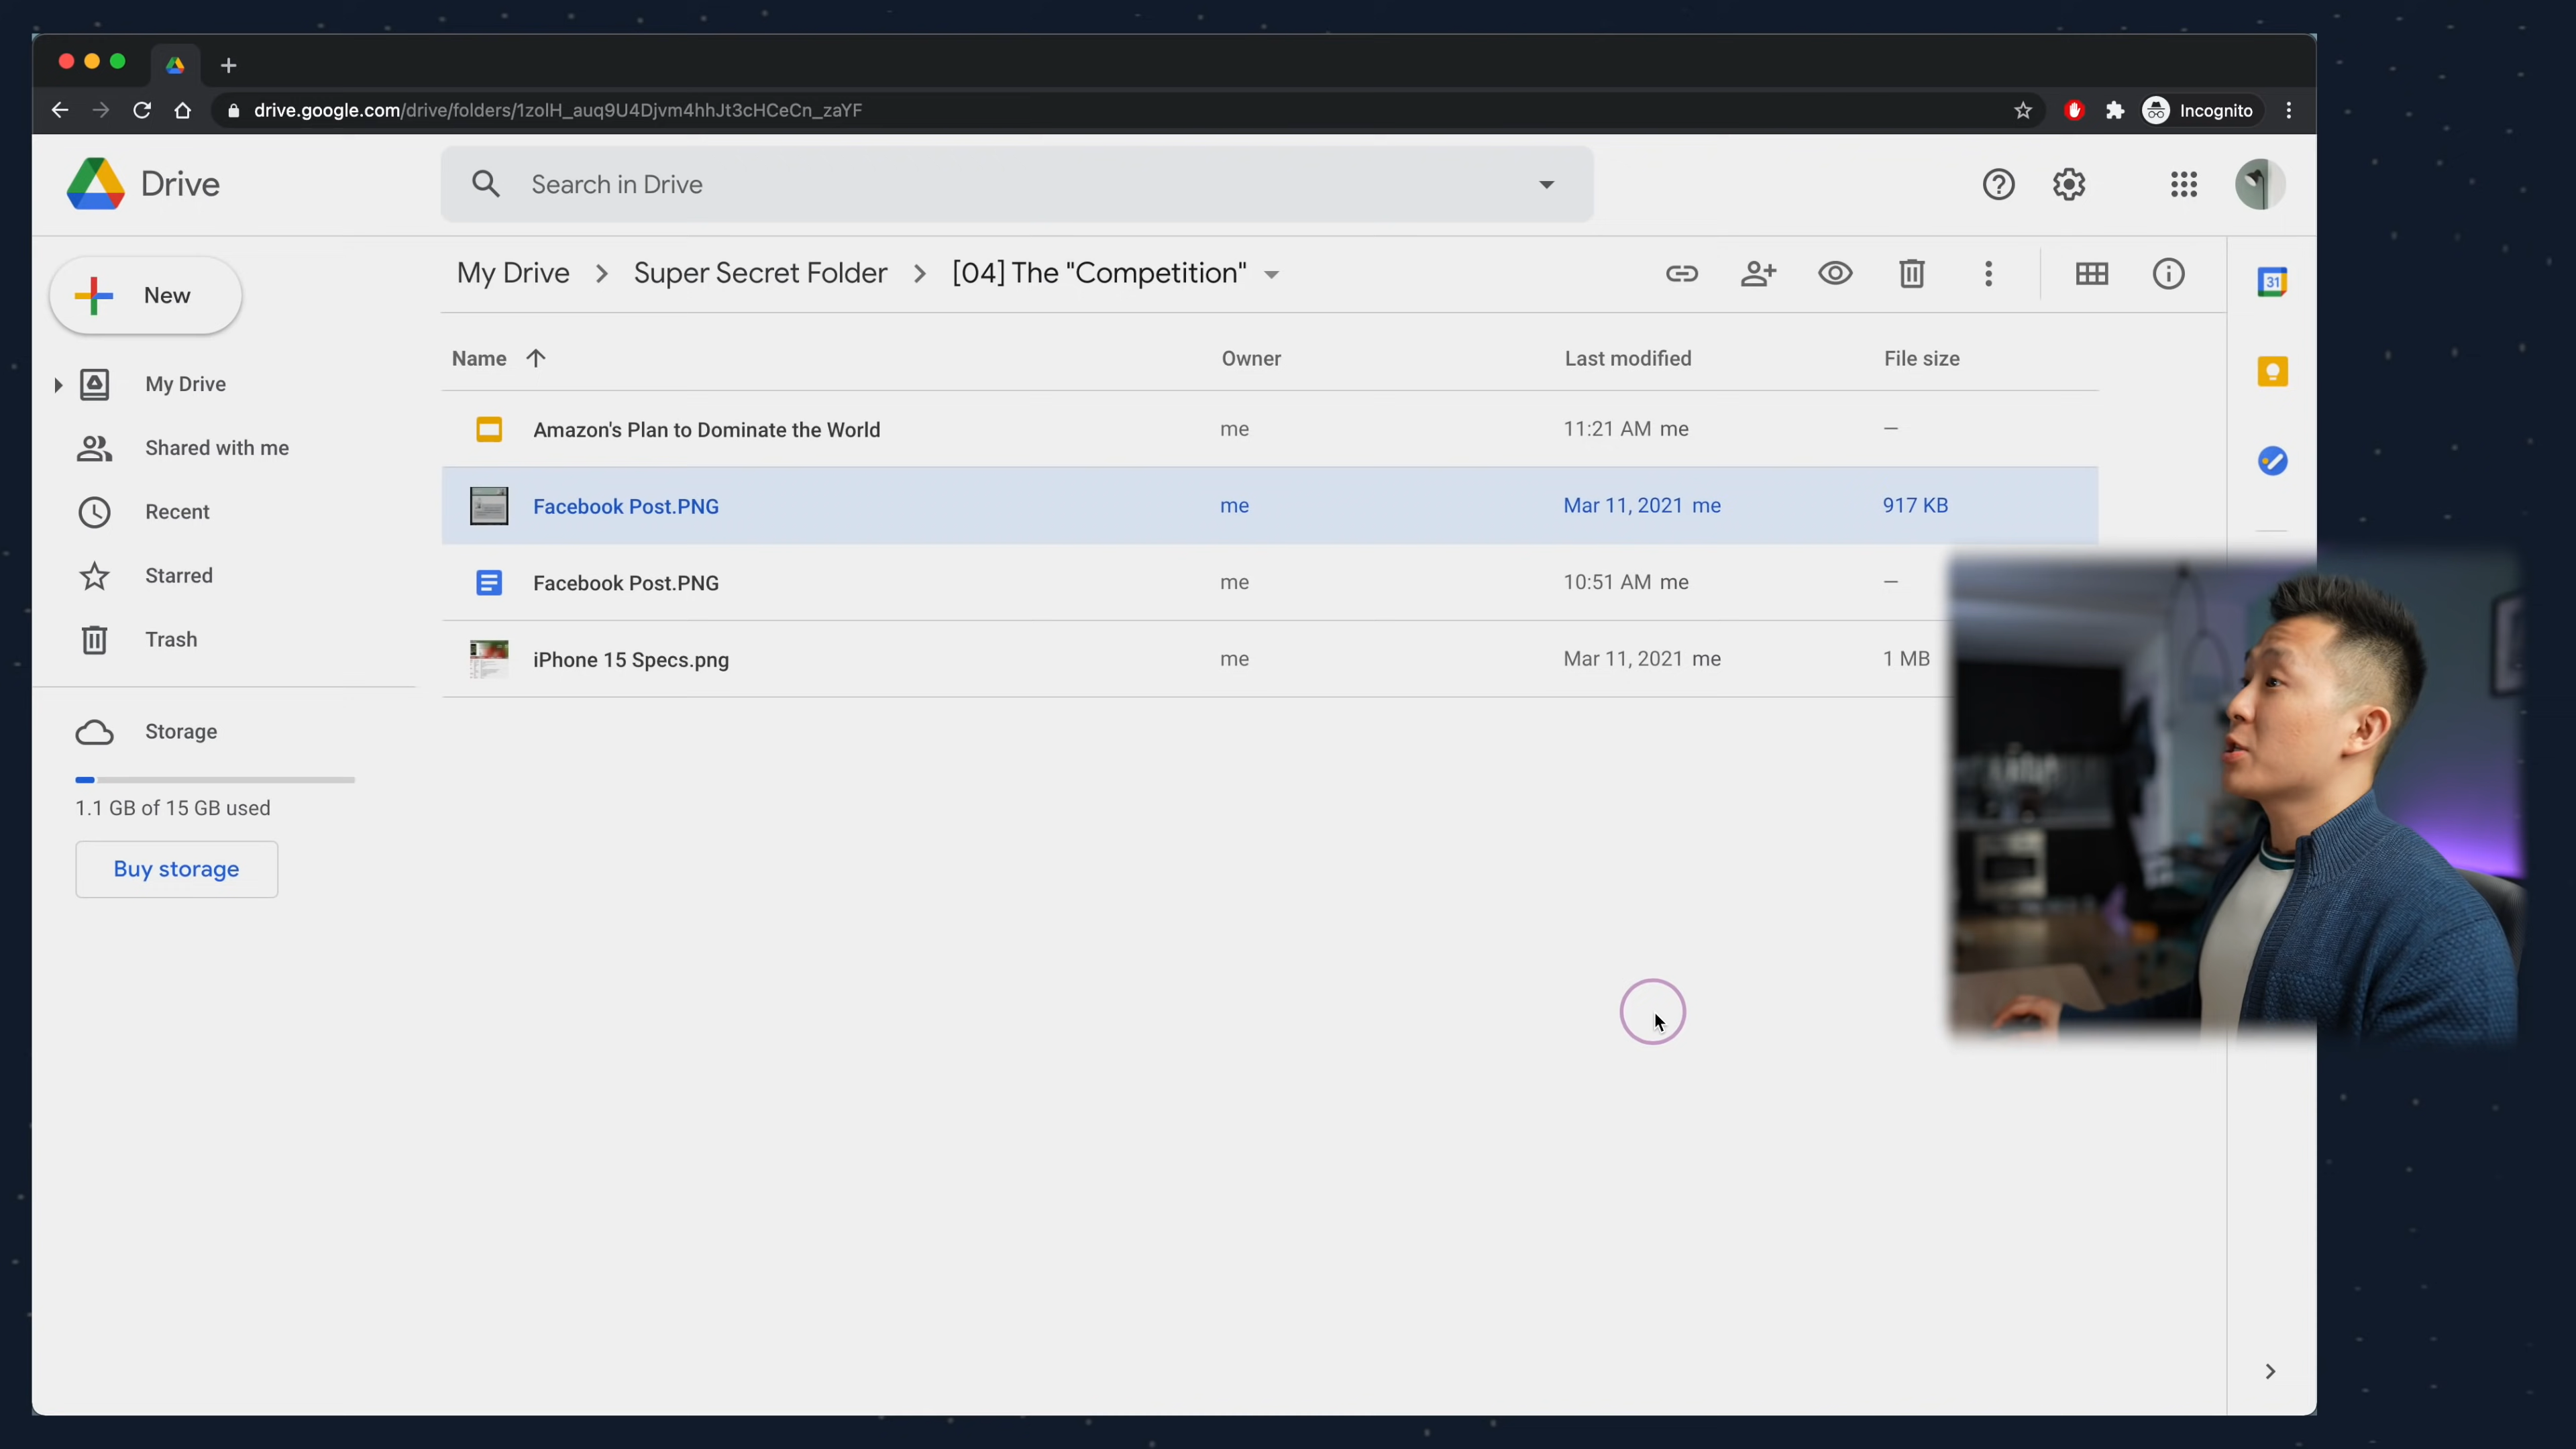 drive.google.com/drive/folders/1zolH_auq9U4Djvm4hhJt3cHCeCn_zaYF
Incognito
Drive
Search in Drive
New
My Drive
Shared with me
Recent
Starred
Trash
Storage
1.1 GB of 15 GB used
Buy storage
My Drive > Super Secret Folder > [04] The "Competition"
Name Owner Last modified File size
Amazon's Plan to Dominate the World me 11:21 AM me —
Facebook Post.PNG me Mar 11, 2021 me 917 KB
Facebook Post.PNG me 10:51 AM me —
iPhone 15 Specs.png me Mar 11, 2021 me 1 MB
31